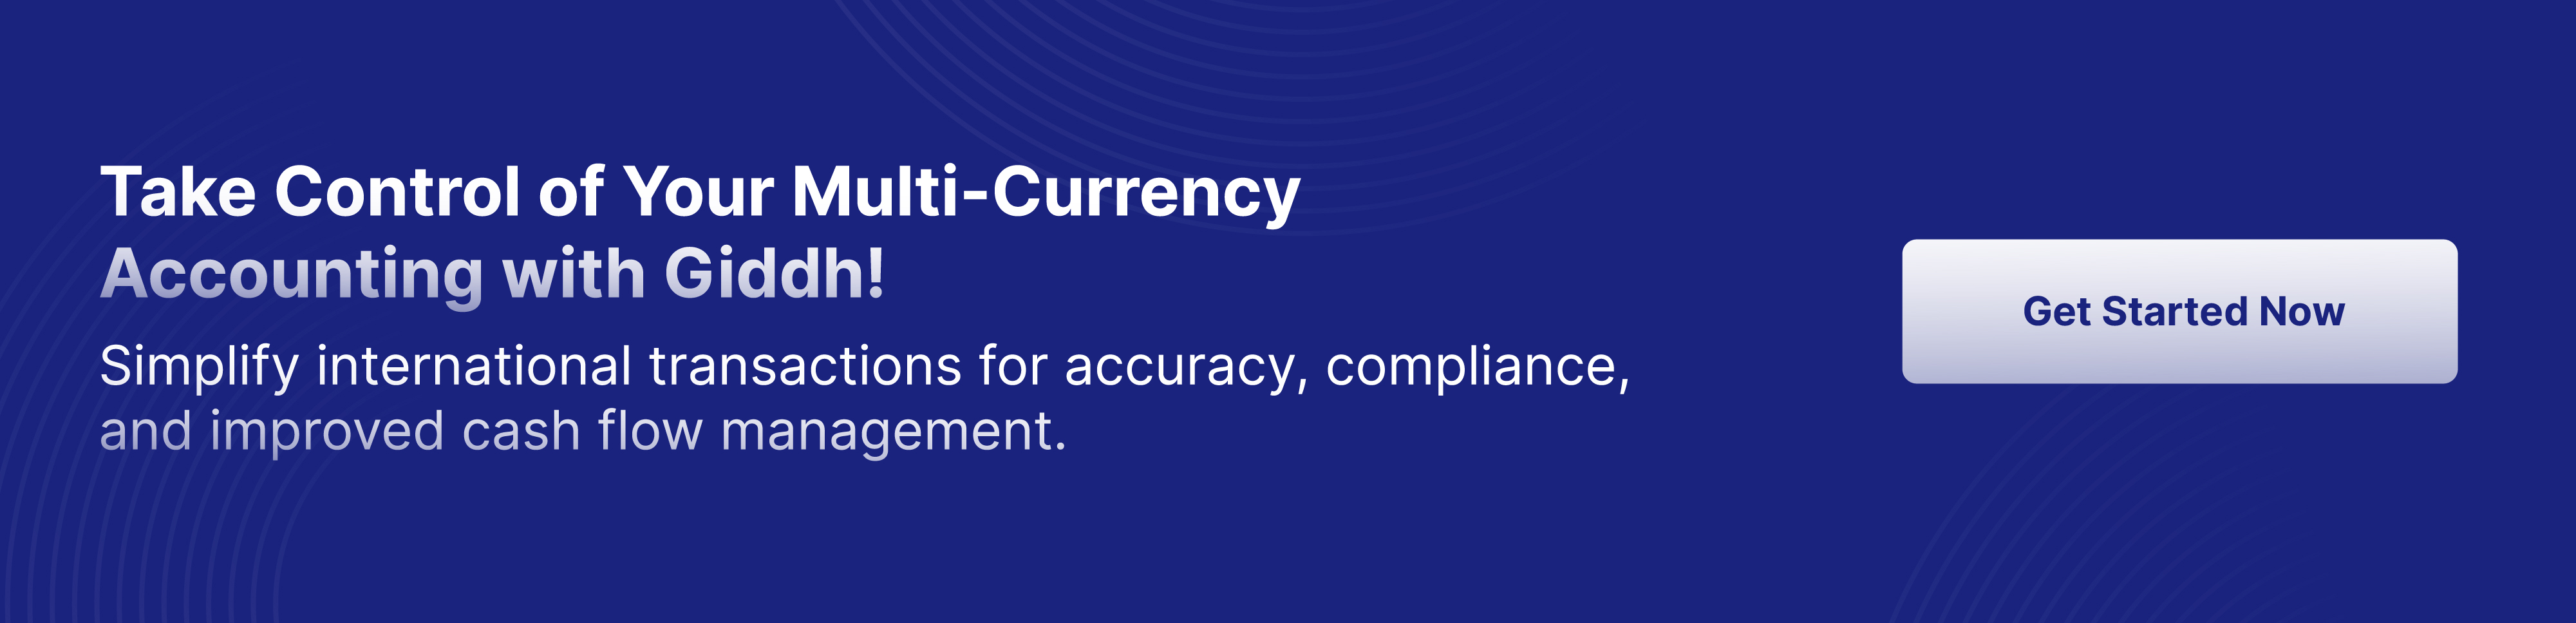 Take Control of Your Multi-Currency
Accounting with Giddh!
Simplify international transactions for accuracy, compliance,
and improved cash flow management.
Get Started Now